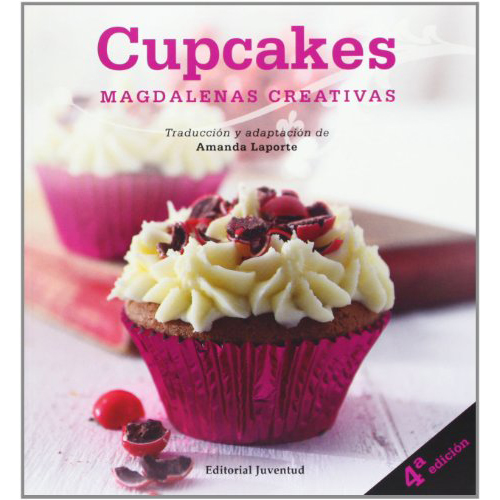 Cupcakes
MAGDALENAS CREATIVAS
Traducción y adaptación de
Amanda Laporte
Editorial Juventud
4ª edición